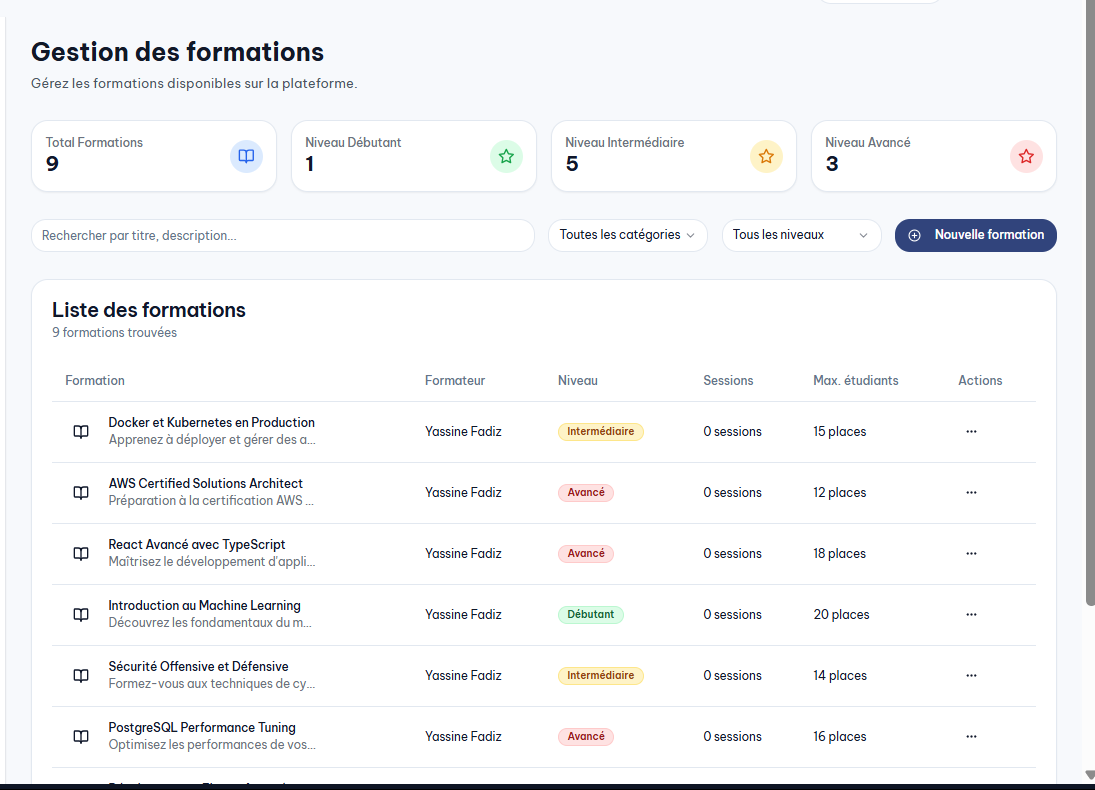 Gestion des formations
Gérez les formations disponibles sur la plateforme.
Total Formations
9
Niveau Débutant
1
Niveau Intermédiaire
5
Niveau Avancé
3
Rechercher par titre, description...
Toutes les catégories
Tous les niveaux
Nouvelle formation
Liste des formations
9 formations trouvées
Formation Formateur Niveau Sessions Max. étudiants Actions
Docker et Kubernetes en Production
Apprenez à déployer et gérer des a...
Yassine Fadiz Intermédiaire 0 sessions 15 places ...
AWS Certified Solutions Architect
Préparation à la certification AWS ...
Yassine Fadiz Avancé 0 sessions 12 places ...
React Avancé avec TypeScript
Maîtrisez le développement d'appli...
Yassine Fadiz Avancé 0 sessions 18 places ...
Introduction au Machine Learning
Découvrez les fondamentaux du m...
Yassine Fadiz Débutant 0 sessions 20 places ...
Sécurité Offensive et Défensive
Formez-vous aux techniques de cy...
Yassine Fadiz Intermédiaire 0 sessions 14 places ...
PostgreSQL Performance Tuning
Optimisez les performances de vos...
Yassine Fadiz Avancé 0 sessions 16 places ...